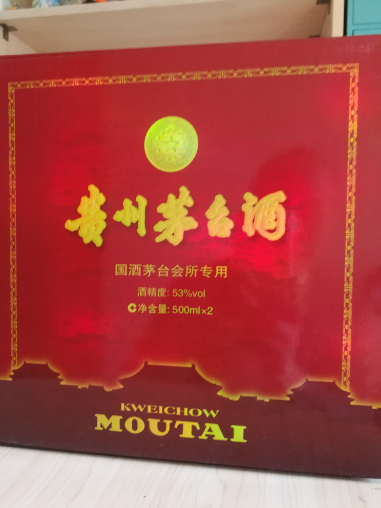 贵州茅台酒
国酒茅台会所专用
酒精度: 53%vol
C净含量: 500ml×2
KWEICHOW
MOUTAI